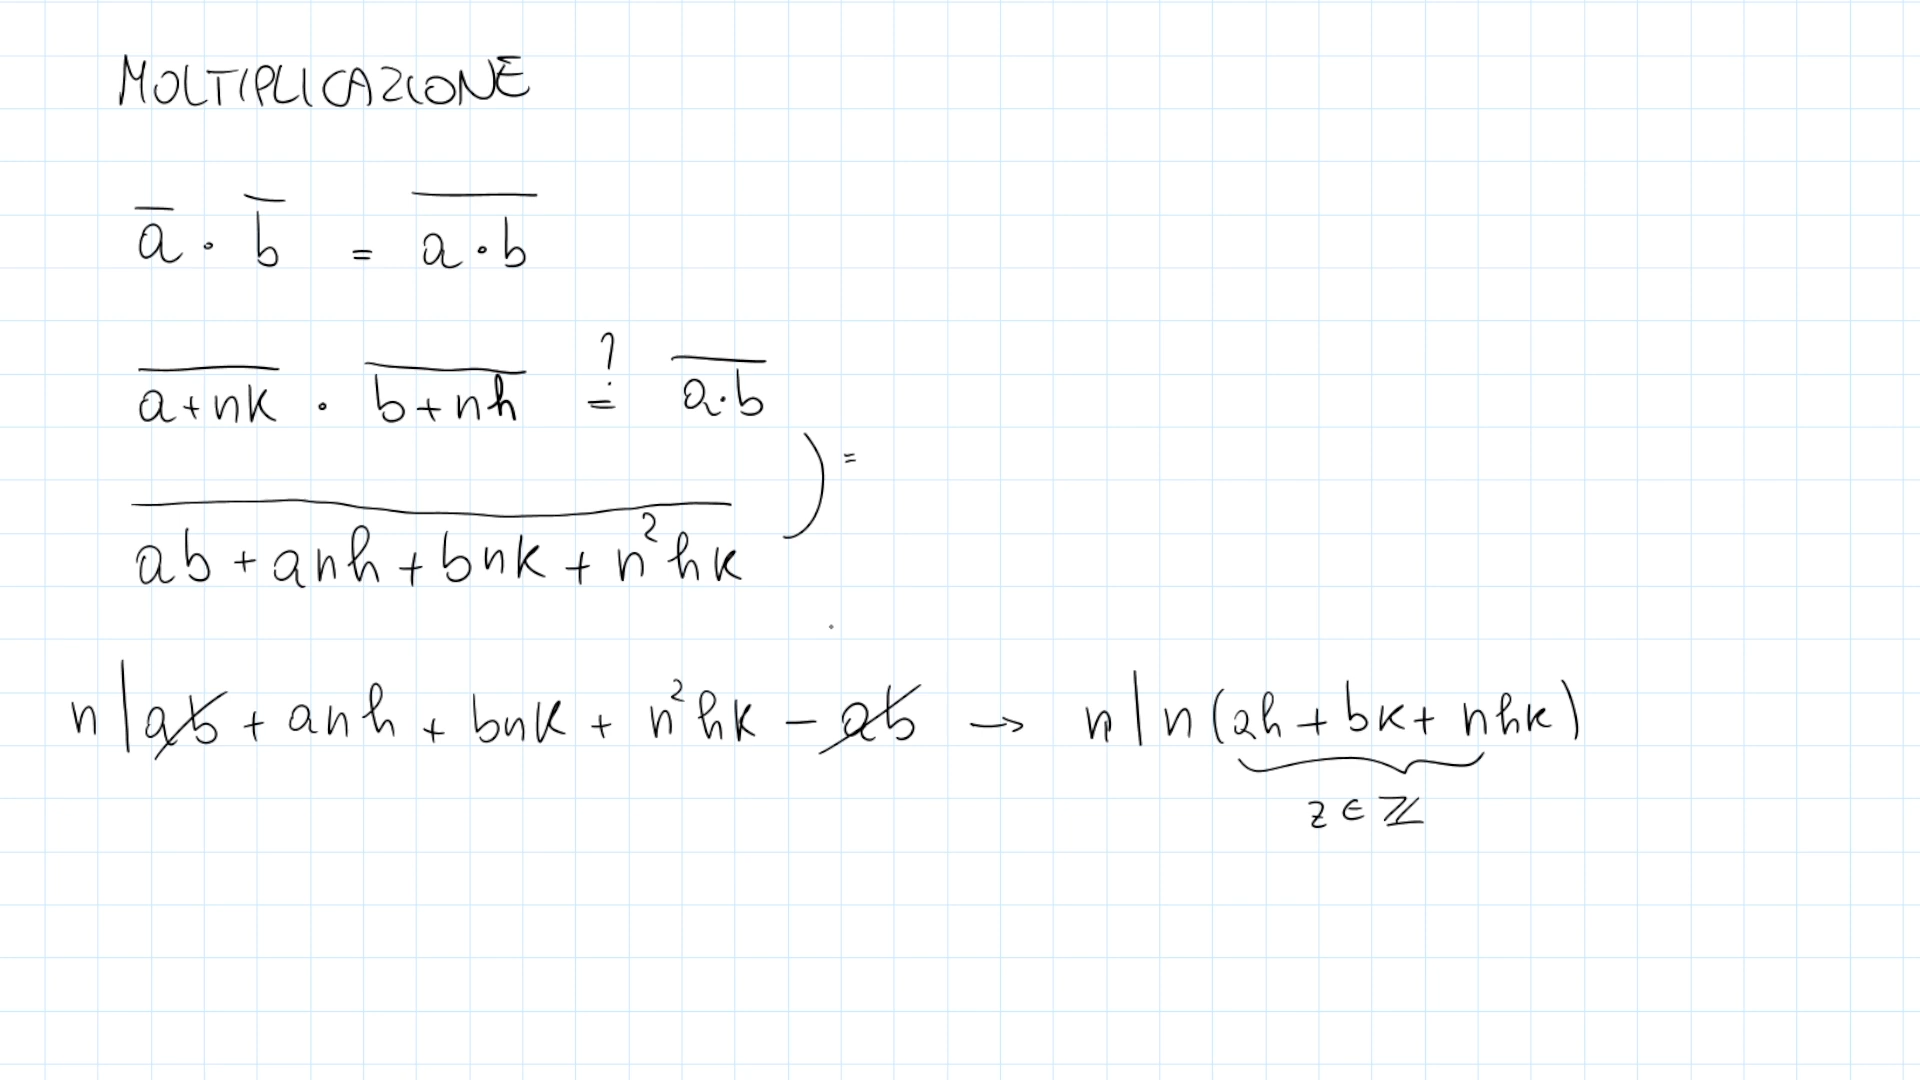 MOLTIPLICAZIONE
a̅ · b̅ = \overline{a·b}
\overline{a+nk} · \overline{b+nh} ?= \overline{a·b}
) =
\overline{ab + anh + bnk + n²hk}
n | ab + anh + bnk + n²hk - ab → n | n (ah + bk + nhk)
z ∈ ℤ